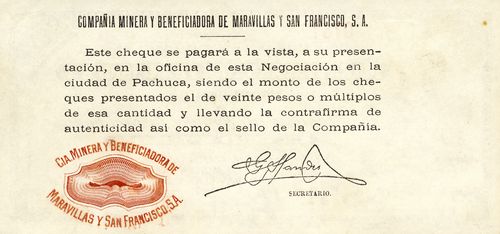 COMPAÑIA MINERA Y BENEFICIADORA DE MARAVILLAS Y SAN FRANCISCO, S. A.
Este cheque se pagará a la vista, a su presen-
tación, en la oficina de esta Negociación en la
ciudad de Pachuca, siendo el monto de los che-
ques presentados el de veinte pesos o múltiplos
de esa cantidad y llevando la contrafirma de
autenticidad así como el sello de la Compañía.
CIA. MINERA Y BENEFICIADORA DE
MARAVILLAS Y SAN FRANCISCO, S.A.
SECRETARIO.